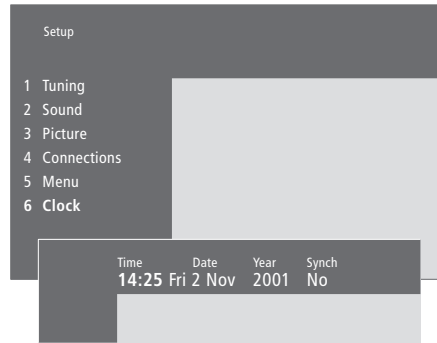 Setup
1 Tuning
2 Sound
3 Picture
4 Connections
5 Menu
6 Clock
Time Date Year Synch
14:25 Fri 2 Nov 2001 No